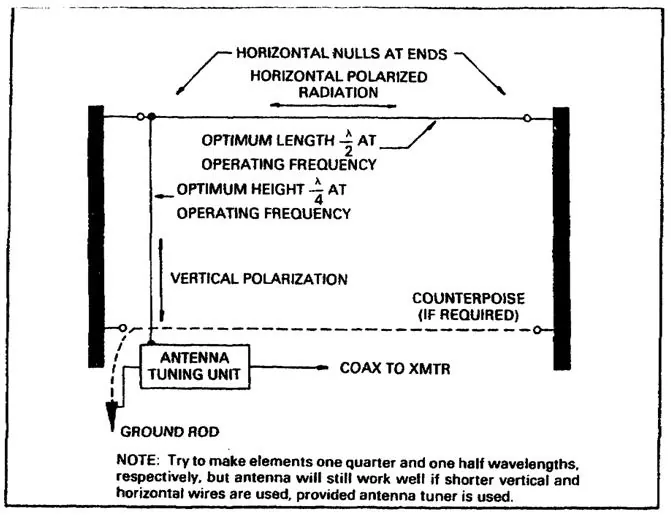 HORIZONTAL NULLS AT ENDS
HORIZONTAL POLARIZED
RADIATION
OPTIMUM LENGTH λ/2 AT
OPERATING FREQUENCY
OPTIMUM HEIGHT λ/4 AT
OPERATING FREQUENCY
VERTICAL POLARIZATION
COUNTERPOISE
(IF REQUIRED)
ANTENNA
TUNING UNIT
COAX TO XMTR
GROUND ROD
NOTE: Try to make elements one quarter and one half wavelengths,
respectively, but antenna will still work well if shorter vertical and
horizontal wires are used, provided antenna tuner is used.